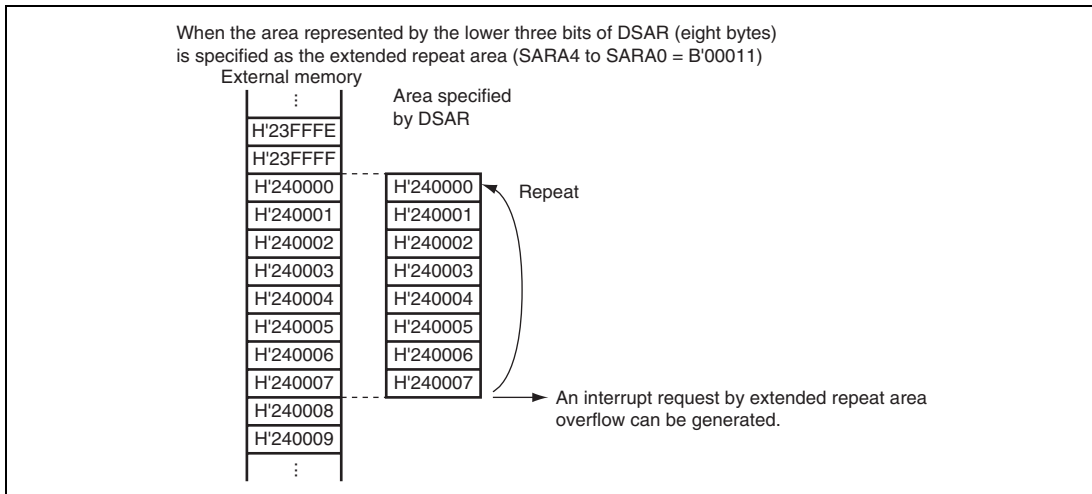 When the area represented by the lower three bits of DSAR (eight bytes)
is specified as the extended repeat area (SARA4 to SARA0 = B'00011)
External memory
⋮
H'23FFFE
H'23FFFF
H'240000
H'240001
H'240002
H'240003
H'240004
H'240005
H'240006
H'240007
H'240008
H'240009
⋮
Area specified
by DSAR
H'240000
H'240001
H'240002
H'240003
H'240004
H'240005
H'240006
H'240007
Repeat
An interrupt request by extended repeat area
overflow can be generated.